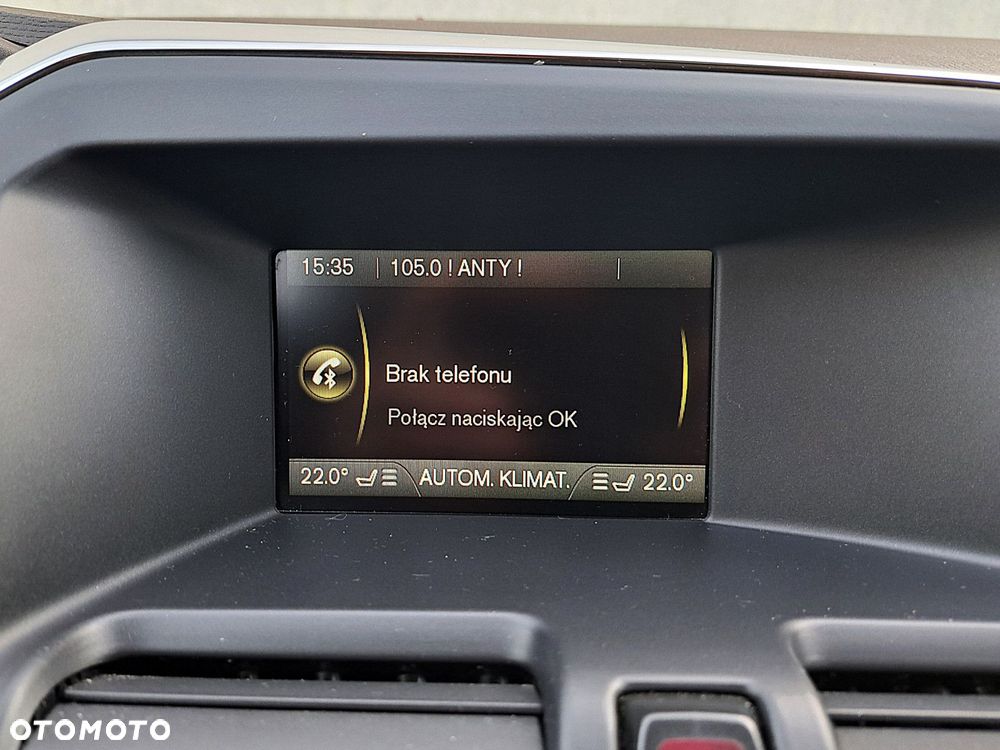 15:35 105.0 ! ANTY !
Brak telefonu
Połącz naciskając OK
22.0° AUTOM. KLIMAT. 22.0°
OTOMOTO